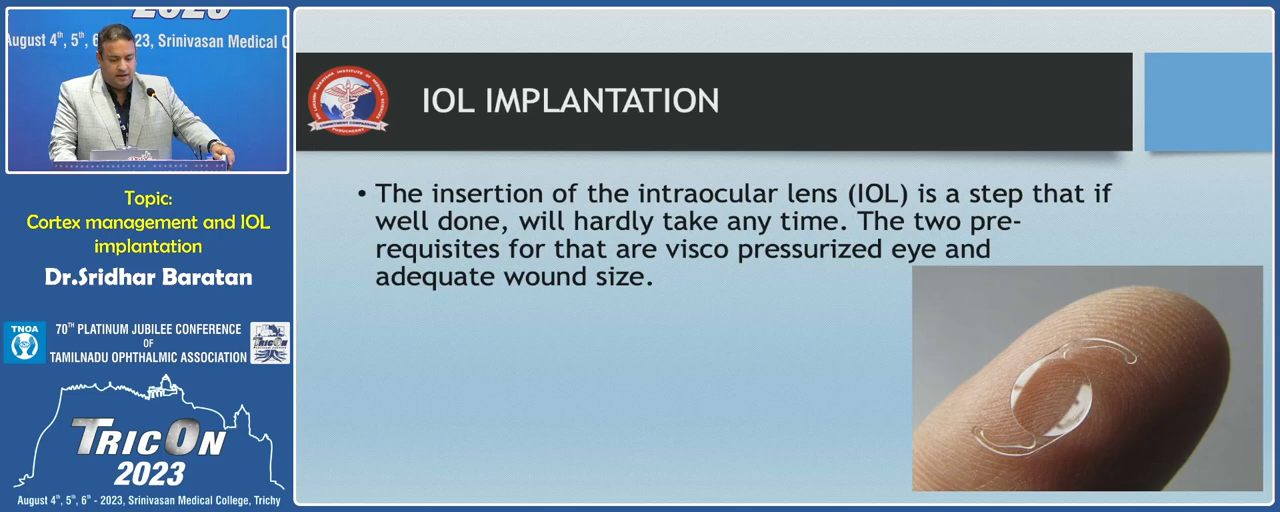 2023
August 4th, 5th, 6
23, Srinivasan Medical C
Topic:
Cortex management and IOL
implantation
Dr.Sridhar Baratan
TNOA
70TH PLATINUM JUBILEE CONFERENCE
OF
TAMILNADU OPHTHALMIC ASSOCIATION
TRICON
2023
August 4th, 5th, 6th - 2023, Srinivasan Medical College, Trichy
IOL IMPLANTATION
• The insertion of the intraocular lens (IOL) is a step that if
well done, will hardly take any time. The two pre-
requisites for that are visco pressurized eye and
adequate wound size.